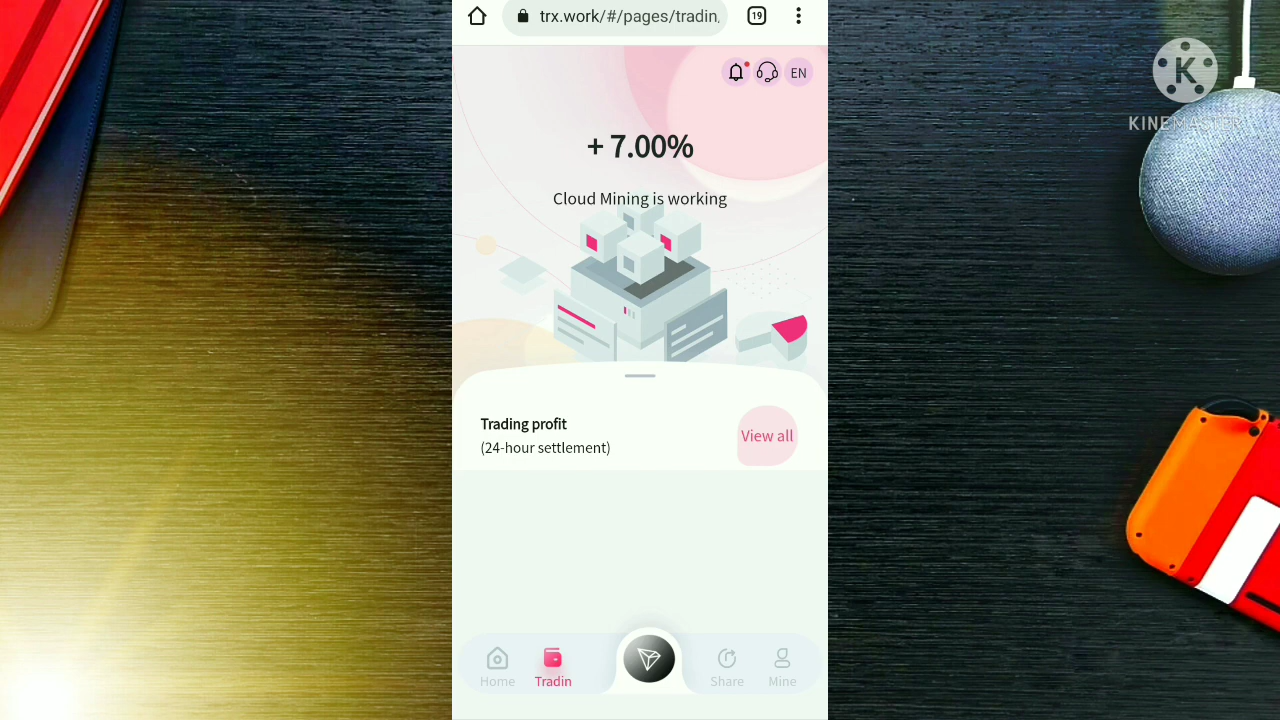 trx.work/#/pages/tradin
19
EN
+ 7.00%
Cloud Mining is working
Trading profit
View all
(24-hour settlement)
Home
Tradin
Share
Mine
K
KINEMASTER